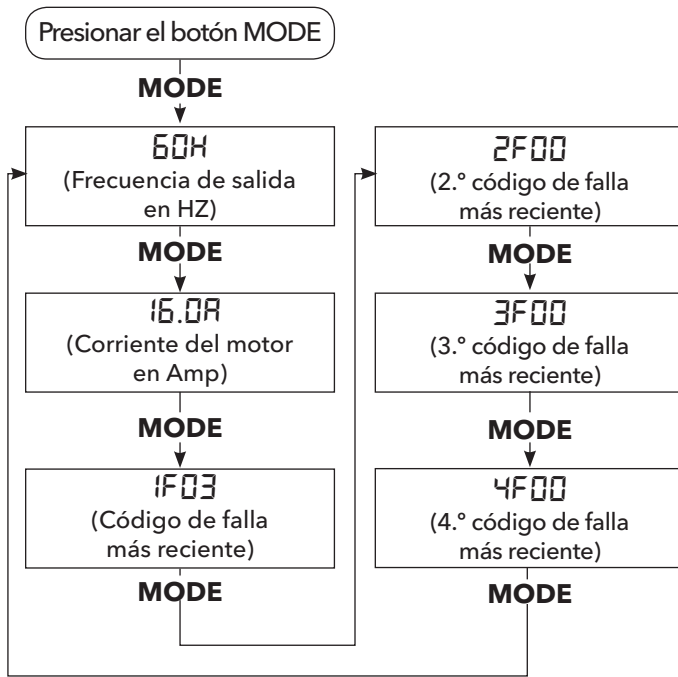 Presionar el botón MODE
MODE
60H
(Frecuencia de salida
en HZ)
MODE
16.0A
(Corriente del motor
en Amp)
MODE
1F03
(Código de falla
más reciente)
MODE
2F00
(2.º código de falla
más reciente)
MODE
3F00
(3.º código de falla
más reciente)
MODE
4F00
(4.º código de falla
más reciente)
MODE